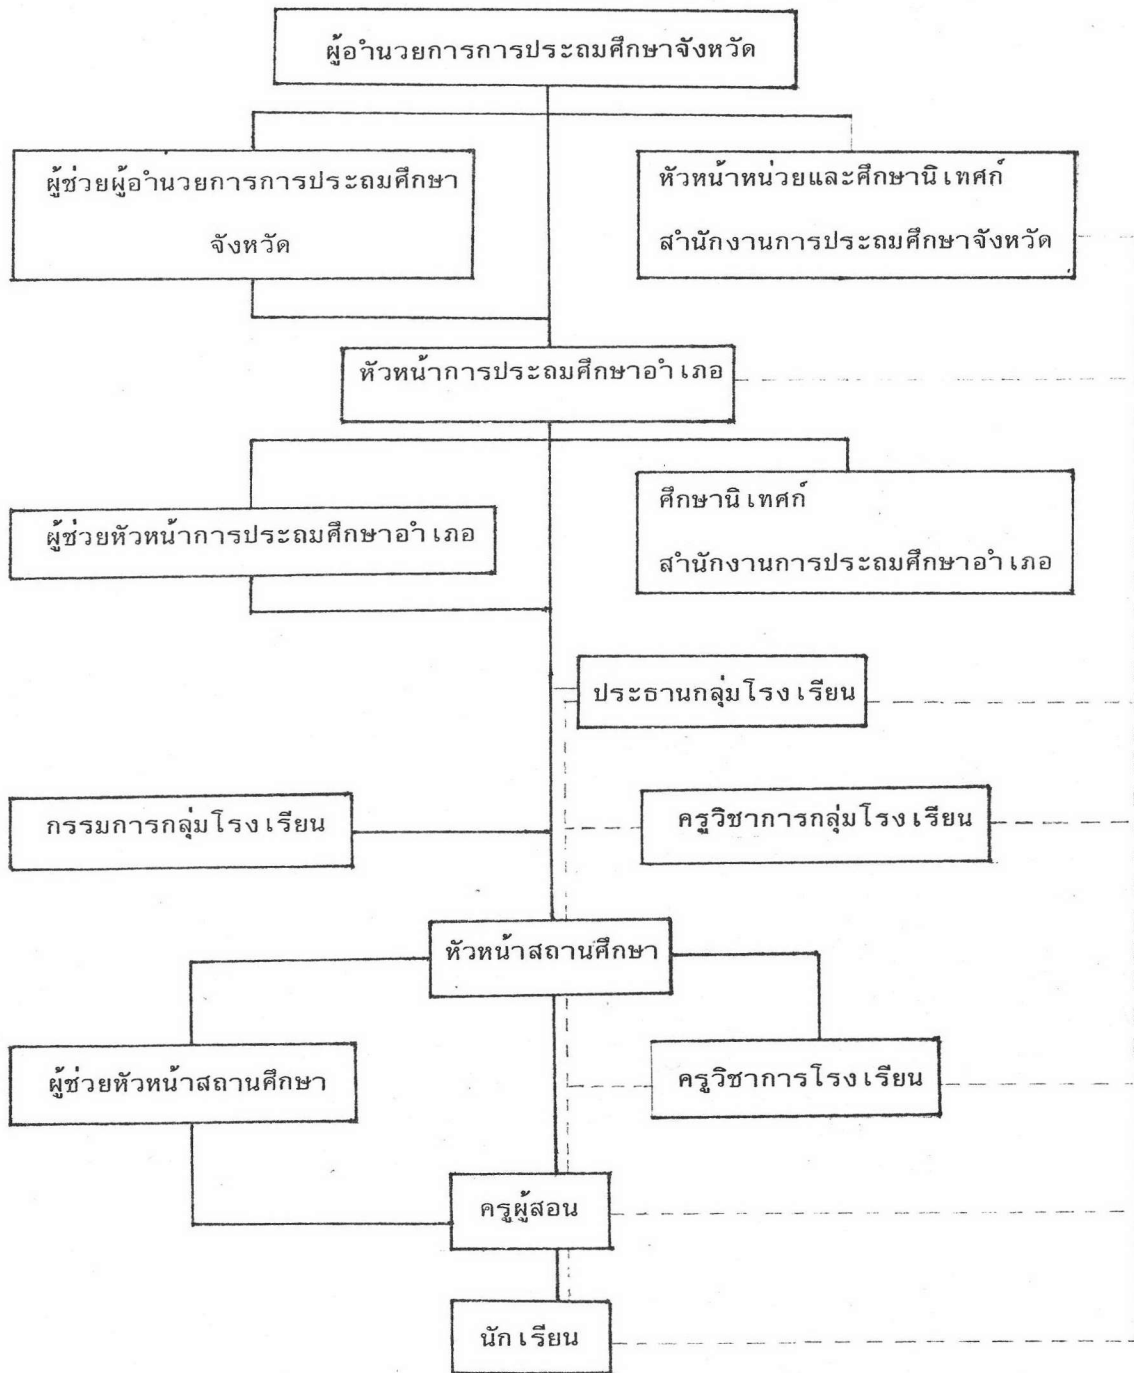 ผู้อำนวยการการประถมศึกษาจังหวัด
ผู้ช่วยผู้อำนวยการการประถมศึกษา
จังหวัด
หัวหน้าหน่วยและศึกษานิเทศก์
สำนักงานการประถมศึกษาจังหวัด
หัวหน้าการประถมศึกษาอำเภอ
ผู้ช่วยหัวหน้าการประถมศึกษาอำเภอ
ศึกษานิเทศก์
สำนักงานการประถมศึกษาอำเภอ
ประธานกลุ่มโรงเรียน
กรรมการกลุ่มโรงเรียน
ครูวิชาการกลุ่มโรงเรียน
หัวหน้าสถานศึกษา
ผู้ช่วยหัวหน้าสถานศึกษา
ครูวิชาการโรงเรียน
ครูผู้สอน
นักเรียน